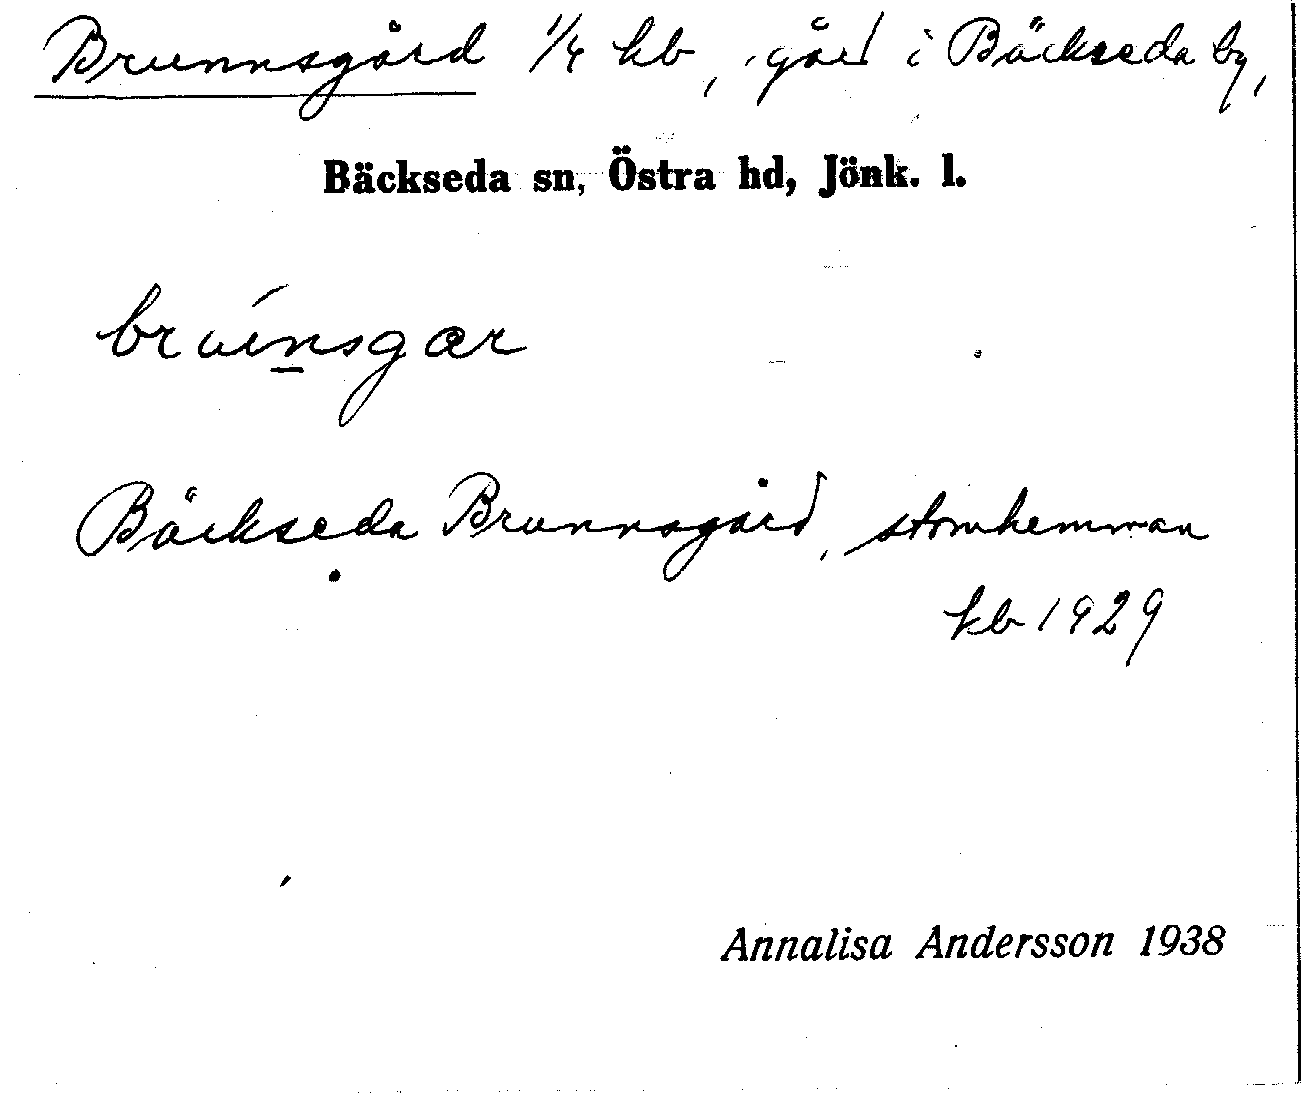 Brunnsgård 1/4 kb, gård i Bäckseda by,
Bäckseda sn, Östra hd, Jönk. l.
Bäckseda Brunnsgård, stomhemman
kb 1929
Annalisa Andersson 1938